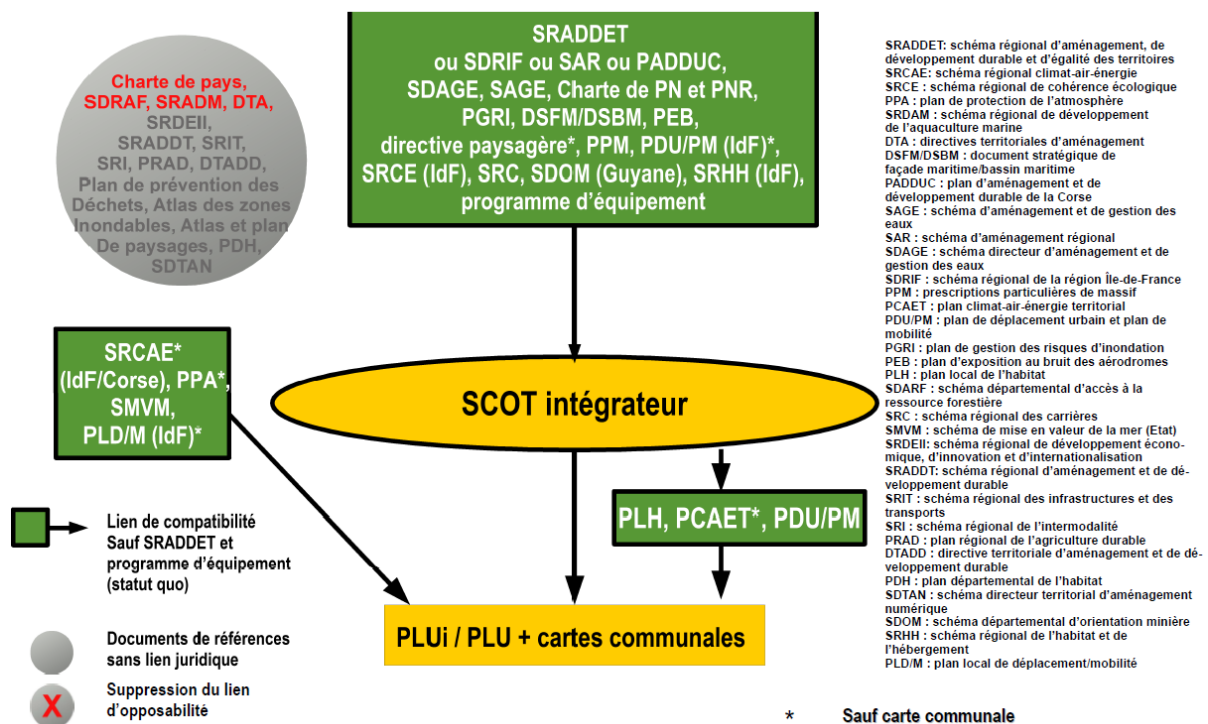 Charte de pays,
SDRAF, SRADM, DTA,
SRDEII,
SRADDT, SRIT,
SRI, PRAD, DTADD,
Plan de prévention des
Déchets, Atlas des zones
Inondables, Atlas et plan
De paysages, PDH,
SDTAN
SRADDET
ou SDRIF ou SAR ou PADDUC,
SDAGE, SAGE, Charte de PN et PNR,
PGRI, DSFM/DSBM, PEB,
directive paysagère*, PPM, PDU/PM (IdF)*,
SRCE (IdF), SRC, SDOM (Guyane), SRHH (IdF),
programme d'équipement
SRCAE*
(IdF/Corse), PPA*,
SMVM,
PLD/M (IdF)*
SCOT intégrateur
PLH, PCAET*, PDU/PM
PLUi / PLU + cartes communales
Lien de compatibilité
Sauf SRADDET et
programme d'équipement
(statut quo)
Documents de références
sans lien juridique
X
Suppression du lien
d'opposabilité
SRADDET: schéma régional d'aménagement, de
développement durable et d'égalité des territoires
SRCAE: schéma régional climat-air-énergie
SRCE : schéma régional de cohérence écologique
PPA : plan de protection de l'atmosphère
SRDAM : schéma régional de développement
de l'aquaculture marine
DTA : directives territoriales d'aménagement
DSFM/DSBM : document stratégique de
façade maritime/bassin maritime
PADDUC : plan d'aménagement et de
développement durable de la Corse
SAGE : schéma d'aménagement et de gestion des
eaux
SAR : schéma d'aménagement régional
SDAGE : schéma directeur d'aménagement et de
gestion des eaux
SDRIF : schéma régional de la région Île-de-France
PPM : prescriptions particulières de massif
PCAET : plan climat-air-énergie territorial
PDU/PM : plan de déplacement urbain et plan de
mobilité
PGRI : plan de gestion des risques d'inondation
PEB : plan d'exposition au bruit des aérodromes
PLH : plan local de l'habitat
SDARF : schéma départemental d'accès à la
ressource forestière
SRC : schéma régional des carrières
SMVM : schéma de mise en valeur de la mer (Etat)
SRDEII: schéma régional de développement écono-
mique, d'innovation et d'internationalisation
SRADDT: schéma régional d'aménagement et de dé-
veloppement durable
SRIT : schéma régional des infrastructures et des
transports
SRI : schéma régional de l'intermodalité
PRAD : plan régional de l'agriculture durable
DTADD : directive territoriale d'aménagement et de dé-
veloppement durable
PDH : plan départemental de l'habitat
SDTAN : schéma directeur territorial d'aménagement
numérique
SDOM : schéma départemental d'orientation minière
SRHH : schéma régional de l'habitat et de
l'hébergement
PLD/M : plan local de déplacement/mobilité
* Sauf carte communale